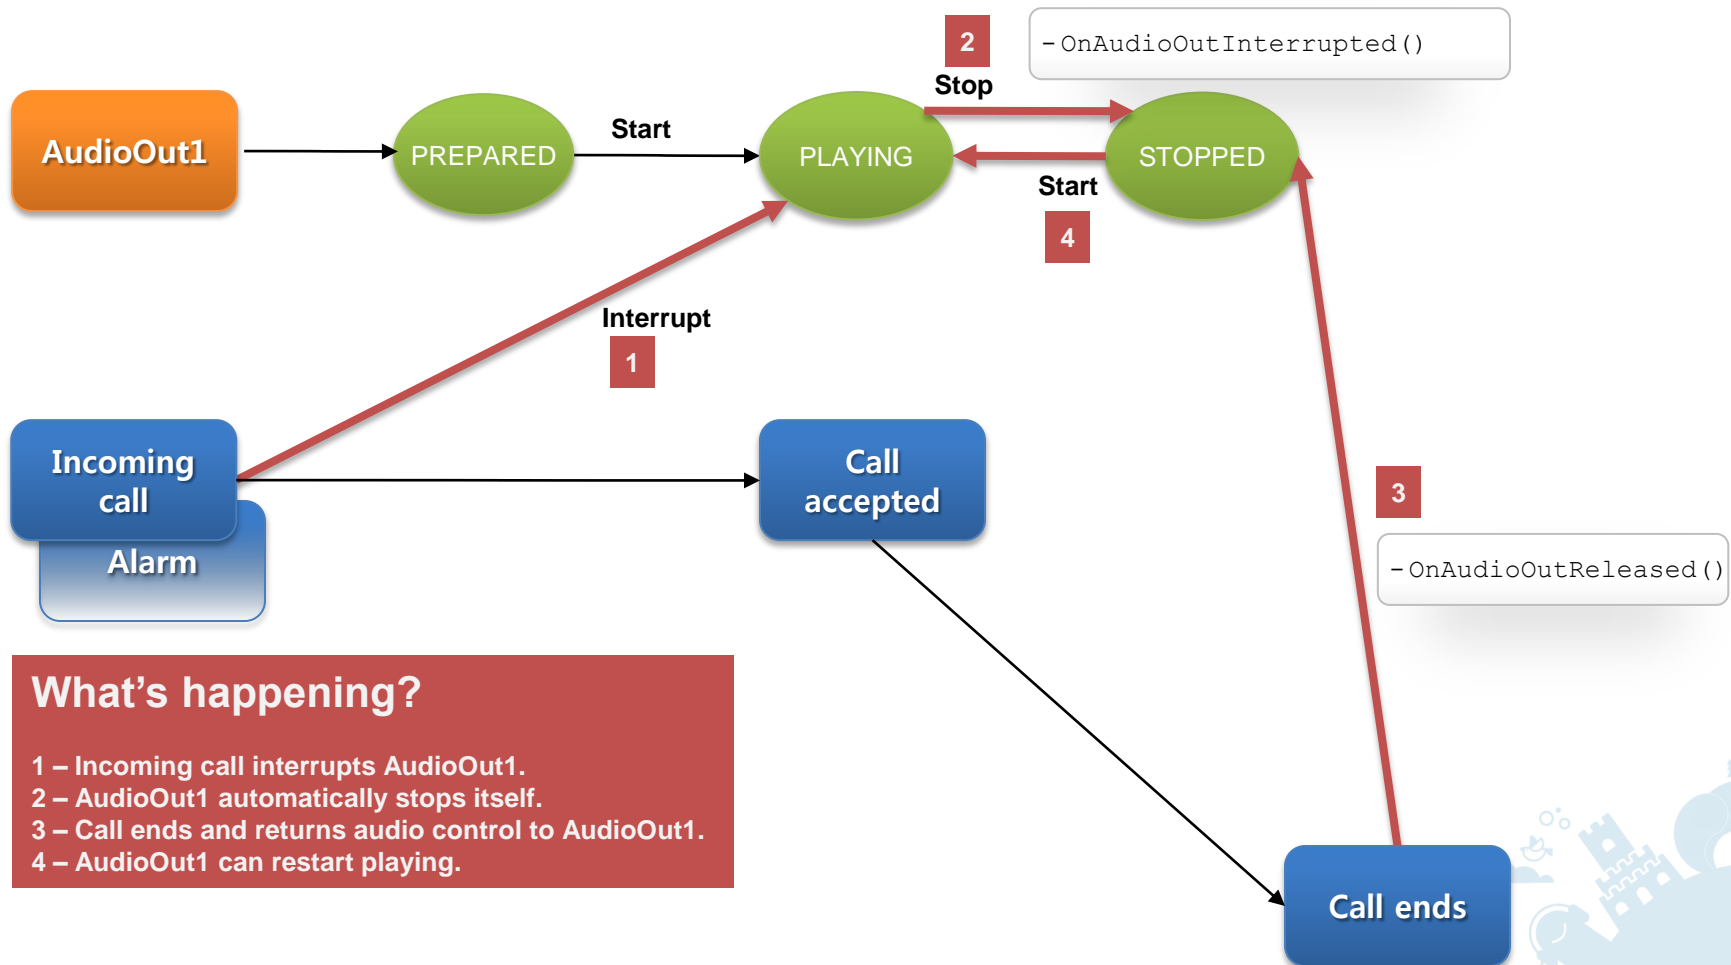 2
- OnAudioOutInterrupted()
Stop
AudioOut1
PREPARED
Start
PLAYING
STOPPED
Start
4
Interrupt
1
Incoming
call
Call
accepted
3
Alarm
- OnAudioOutReleased()
What’s happening?
1 – Incoming call interrupts AudioOut1.
2 – AudioOut1 automatically stops itself.
3 – Call ends and returns audio control to AudioOut1.
4 – AudioOut1 can restart playing.
Call ends